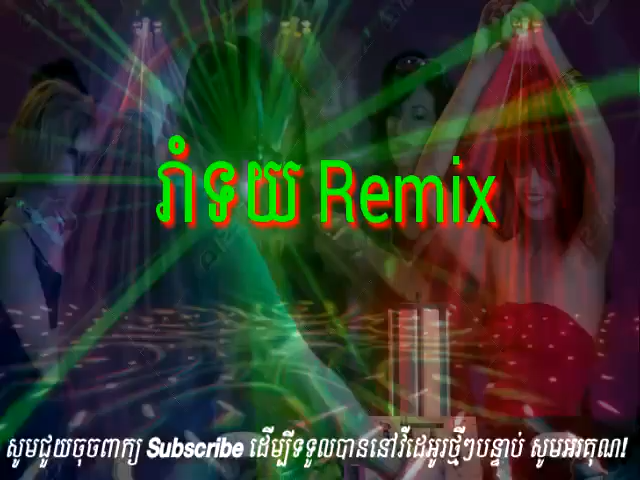 រាំទយ Remix
សូមជួយចុចពាក្យ Subscribe ដើម្បីទទួលបាននៅវីដេអូរថ្មីៗបន្ទាប់ សូមអរគុណ!